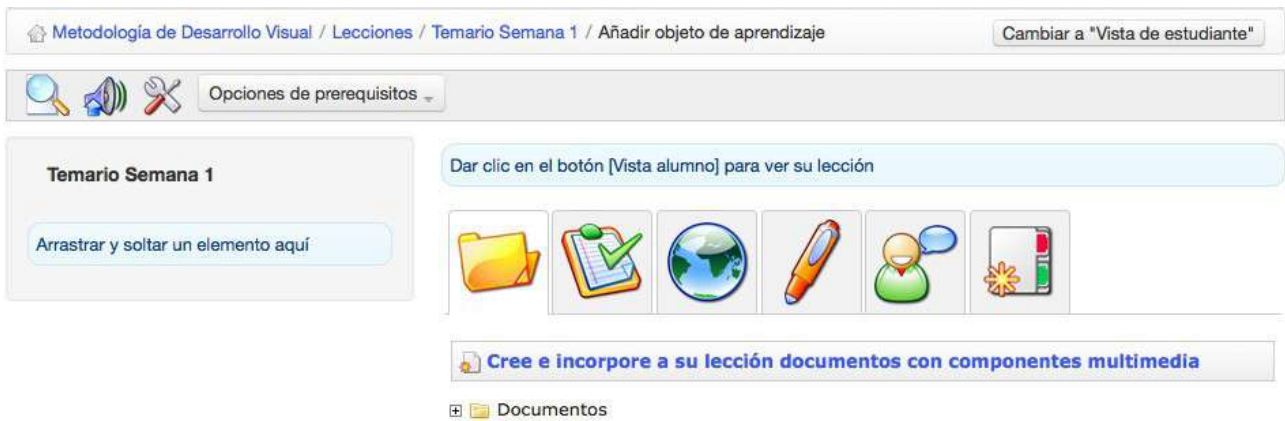 Metodología de Desarrollo Visual / Lecciones / Temario Semana 1 / Añadir objeto de aprendizaje
Cambiar a "Vista de estudiante"
Opciones de prerequisitos
Temario Semana 1
Arrastrar y soltar un elemento aquí
Dar clic en el botón [Vista alumno] para ver su lección
Cree e incorpore a su lección documentos con componentes multimedia
Documentos